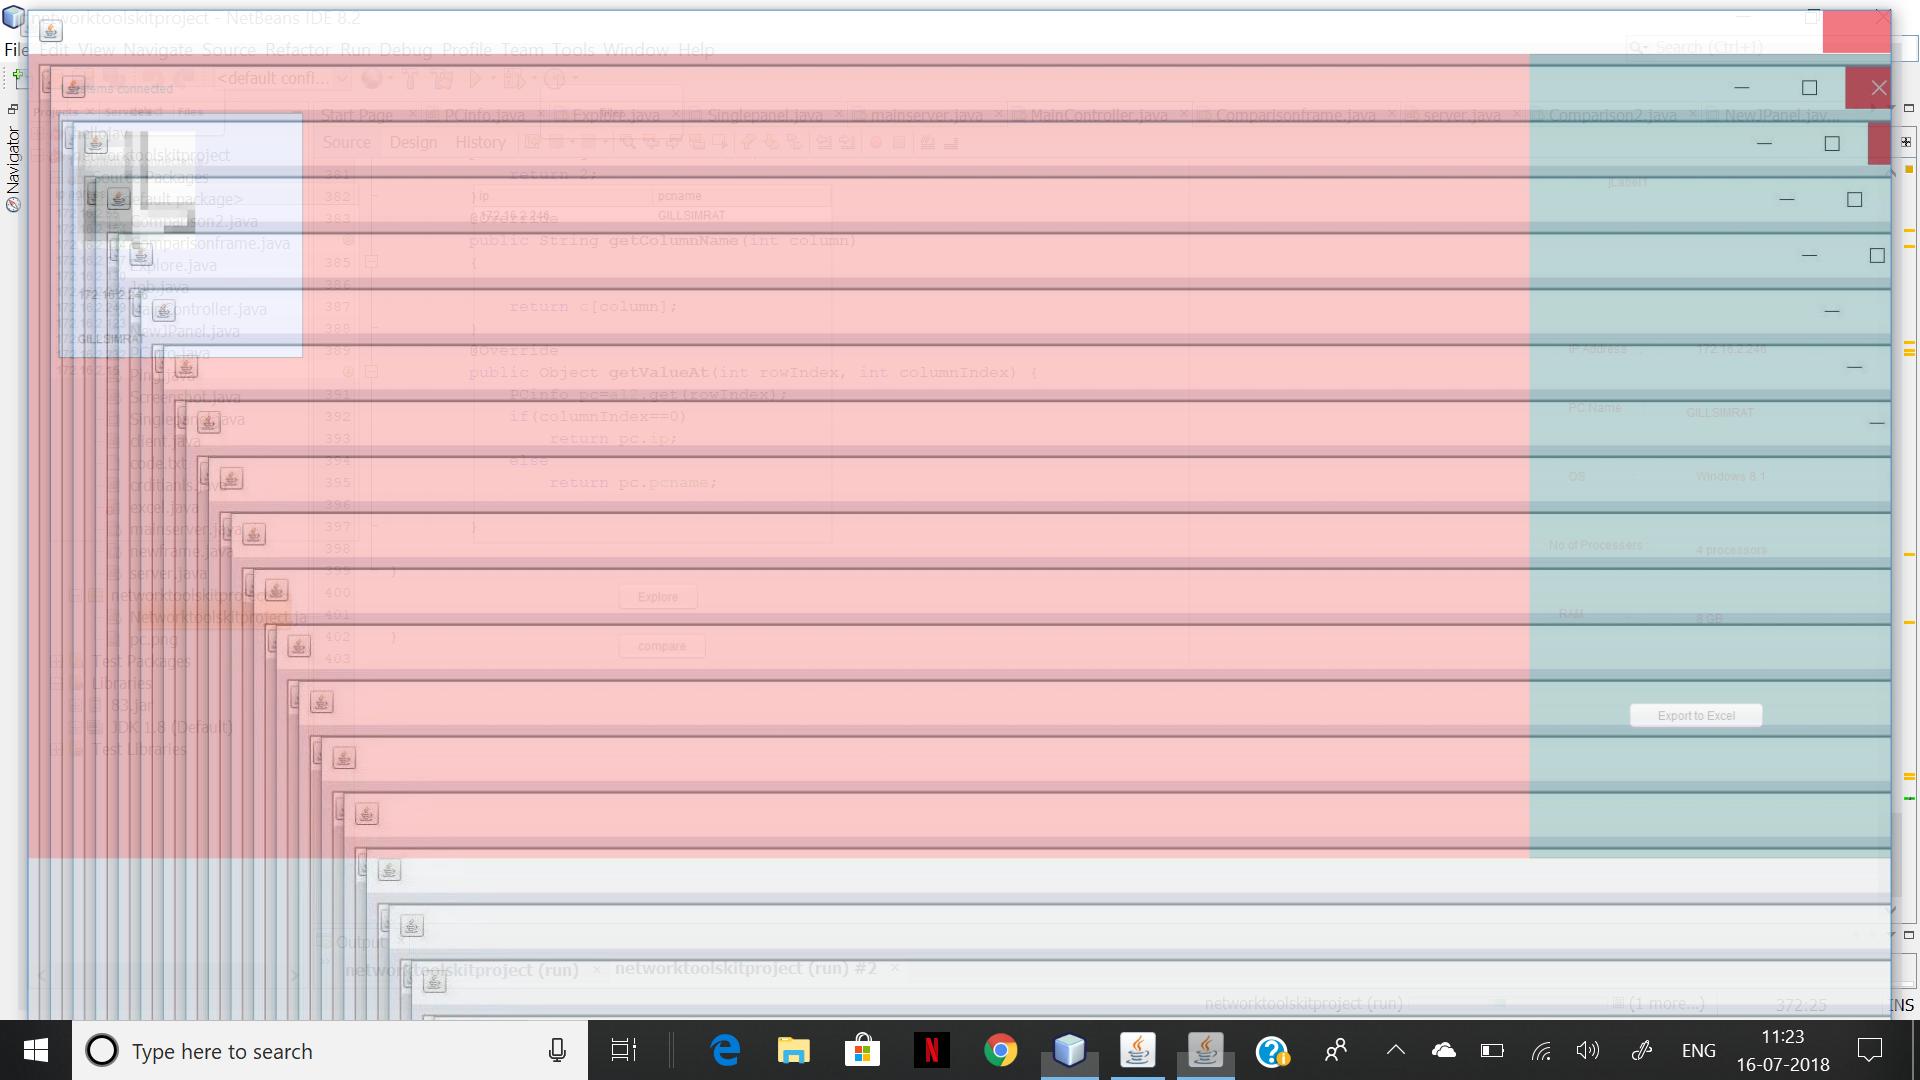 networktoolskitproject - NetBeans IDE 8.2
File Edit View Navigate Source Refactor Run Debug Profile Team Tools Window Help
Search (Ctrl+I)
<default confi...
connected
Start Page
PCinfo.java
Explore.java
Singlepanel.java
mainserver.java
MainController.java
Comparisonframe.java
server.java
Comparison2.java
NewJPanel.jav...
Source Design History
Navigator
networktoolskitproject
Source Packages
default package>
Comparison2.java
Comparisonframe.java
Explore.java
MainController.java
NewJPanel.java
Ping.java
Screenshot.java
Singlepanel.java
client.java
code.txt
excel.java
mainserver.java
newframe.java
server.java
Networktoolskitproject.ja
pc.png
Test Packages
Libraries
83.jar
JDK 1.8 (Default)
Test Libraries
172.16.2.246
GILLSIMRAT
381 return 2;
382 }
ip pcname
172.16.2.246 GILLSIMRAT
383 @Override
public String getColumnName(int column)
385 {
386
387 return c[column];
388 }
389 @Override
public Object getValueAt(int rowIndex, int columnIndex) {
391 PCinfo pc=al2.get(rowIndex);
392 if(columnIndex==0)
393 return pc.ip;
394 else
395 return pc.pcname;
396
397 }
398
399 }
400
401
402 }
403
Explore
compare
jLabel1
IP Address 172.16.2.246
PC Name GILLSIMRAT
OS Windows 8.1
No of Processers 4 processors
RAM 8 GB
Export to Excel
Output
networktoolskitproject (run)
networktoolskitproject (run) #2
networktoolskitproject (run)
(1 more...)
372:25
INS
Type here to search
ENG
11:23
16-07-2018